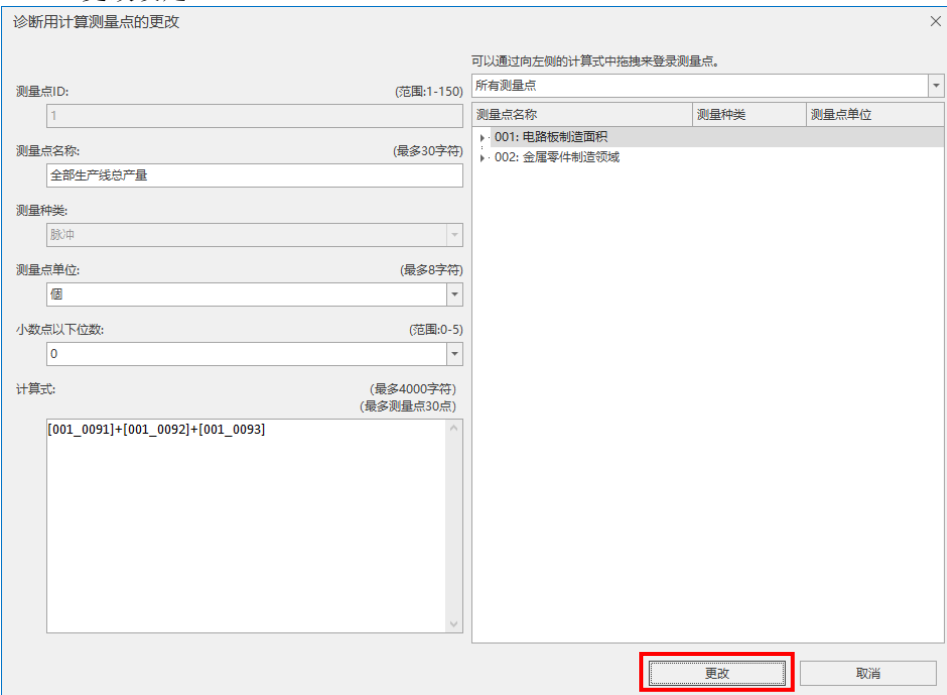 诊断用计算测量点的更改
可以通过向左侧的计算式中拖拽来登录测量点。
测量点ID: (范围:1-150)
1
测量点名称: (最多30字符)
全部生产线总产量
测量种类:
脉冲
测量点单位: (最多8字符)
個
小数点以下位数: (范围:0-5)
0
计算式: (最多4000字符)
(最多测量点30点)
[001_0091]+[001_0092]+[001_0093]
所有测量点
测量点名称 测量种类 测量点单位
001: 电路板制造面积
002: 金属零件制造领域
更改 取消